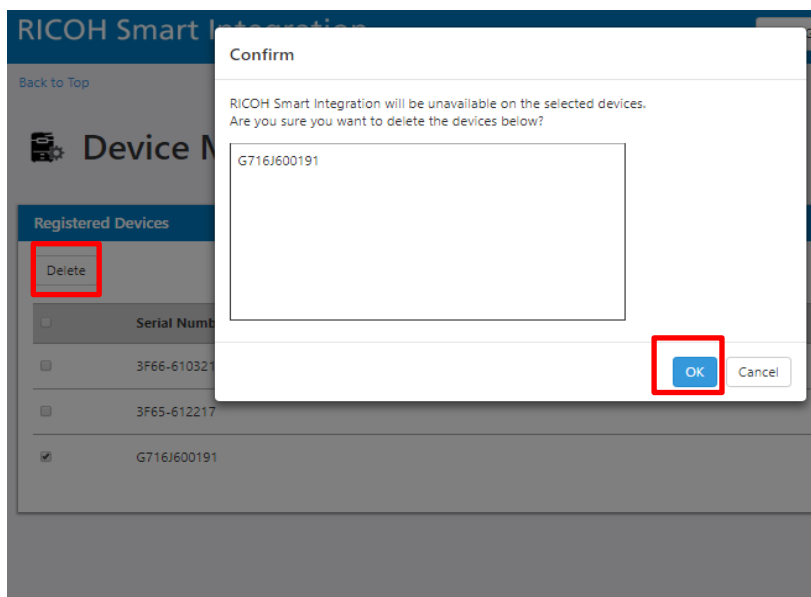 RICOH Smart Integration
Back to Top
Device M
Confirm
RICOH Smart Integration will be unavailable on the selected devices.
Are you sure you want to delete the devices below?
G716J600191
OK
Cancel
Registered Devices
Delete
Serial Numb
3F66-610321
3F65-612217
G716J600191